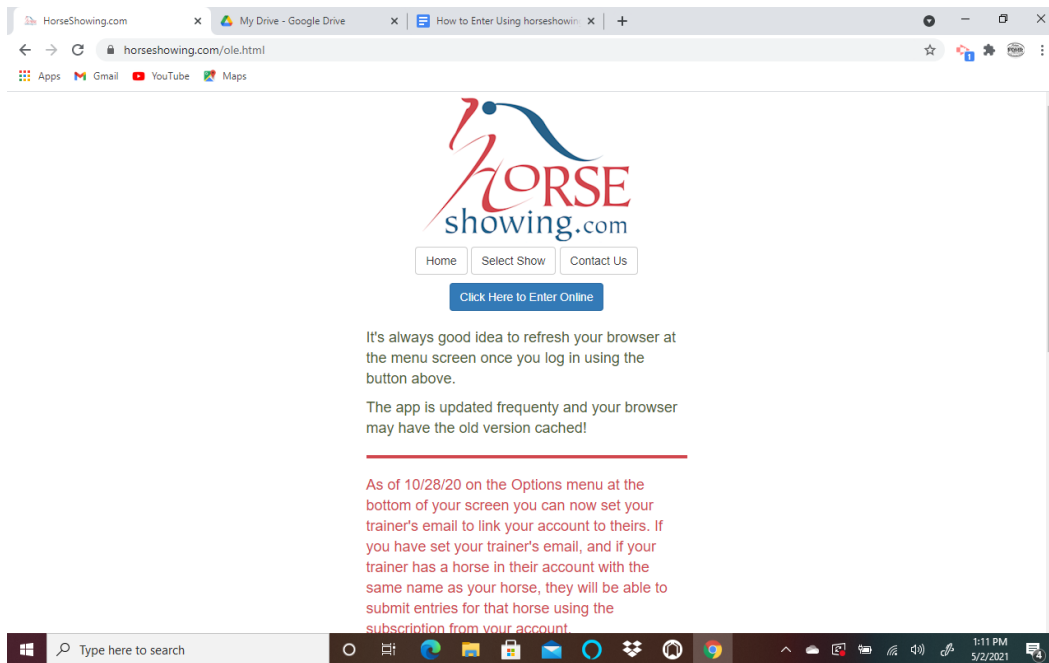 HorseShowing.com
My Drive - Google Drive
How to Enter Using horseshowin
horseshowing.com/ole.html
Apps
Gmail
YouTube
Maps
1
HORSE
showing.com
Home
Select Show
Contact Us
Click Here to Enter Online
It's always good idea to refresh your browser at
the menu screen once you log in using the
button above.
The app is updated frequenty and your browser
may have the old version cached!
As of 10/28/20 on the Options menu at the
bottom of your screen you can now set your
trainer's email to link your account to theirs. If
you have set your trainer's email, and if your
trainer has a horse in their account with the
same name as your horse, they will be able to
submit entries for that horse using the
subscription from your account.
Type here to search
1:11 PM
5/2/2021
4